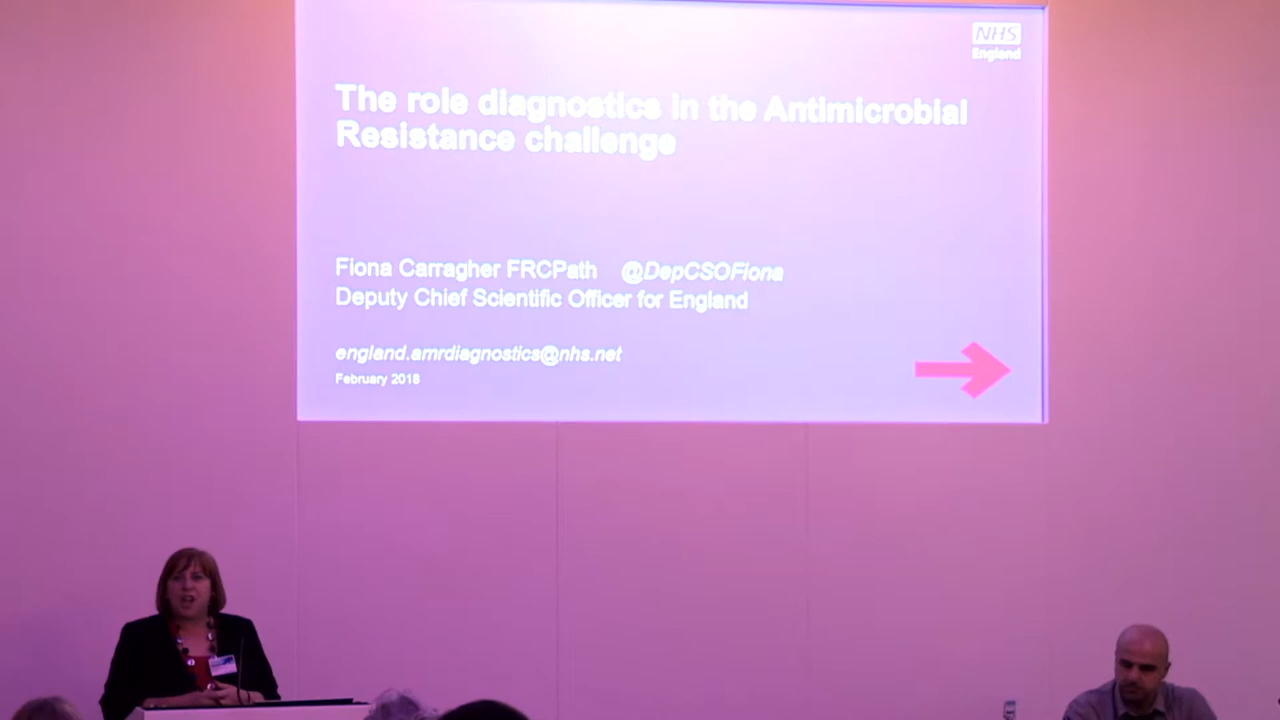 NHS
England
The role diagnostics in the Antimicrobial
Resistance challenge
Fiona Carragher FRCPath @DepCSOFiona
Deputy Chief Scientific Officer for England
england.amrdiagnostics@nhs.net
February 2018